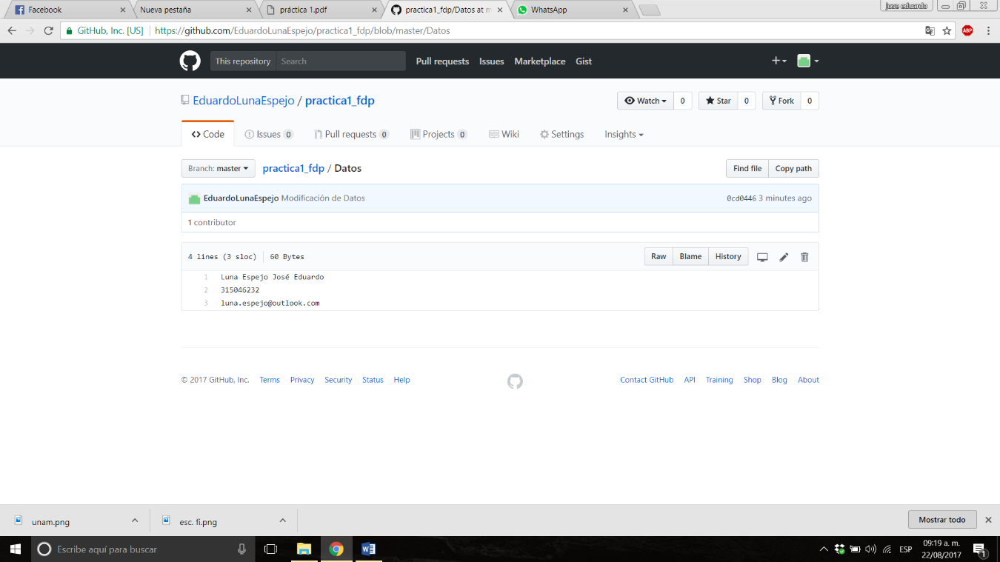 Facebook
Nueva pestaña
práctica 1.pdf
practica1_fdp/Datos at m
WhatsApp
jose eduardo
GitHub, Inc. [US]
https://github.com/EduardoLunaEspejo/practica1_fdp/blob/master/Datos
ABP
This repository Search
Pull requests Issues Marketplace Gist
EduardoLunaEspejo / practica1_fdp
Watch 0 Star 0 Fork 0
Code Issues 0 Pull requests 0 Projects 0 Wiki Settings Insights
Branch: master practica1_fdp / Datos Find file Copy path
EduardoLunaEspejo Modificación de Datos 0cd0446 3 minutes ago
1 contributor
4 lines (3 sloc) 60 Bytes Raw Blame History
1 Luna Espejo José Eduardo
2 315046232
3 luna.espejo@outlook.com
© 2017 GitHub, Inc. Terms Privacy Security Status Help Contact GitHub API Training Shop Blog About
unam.png esc. fi.png Mostrar todo
Escribe aquí para buscar
ESP
09:19 a. m.
22/08/2017
1